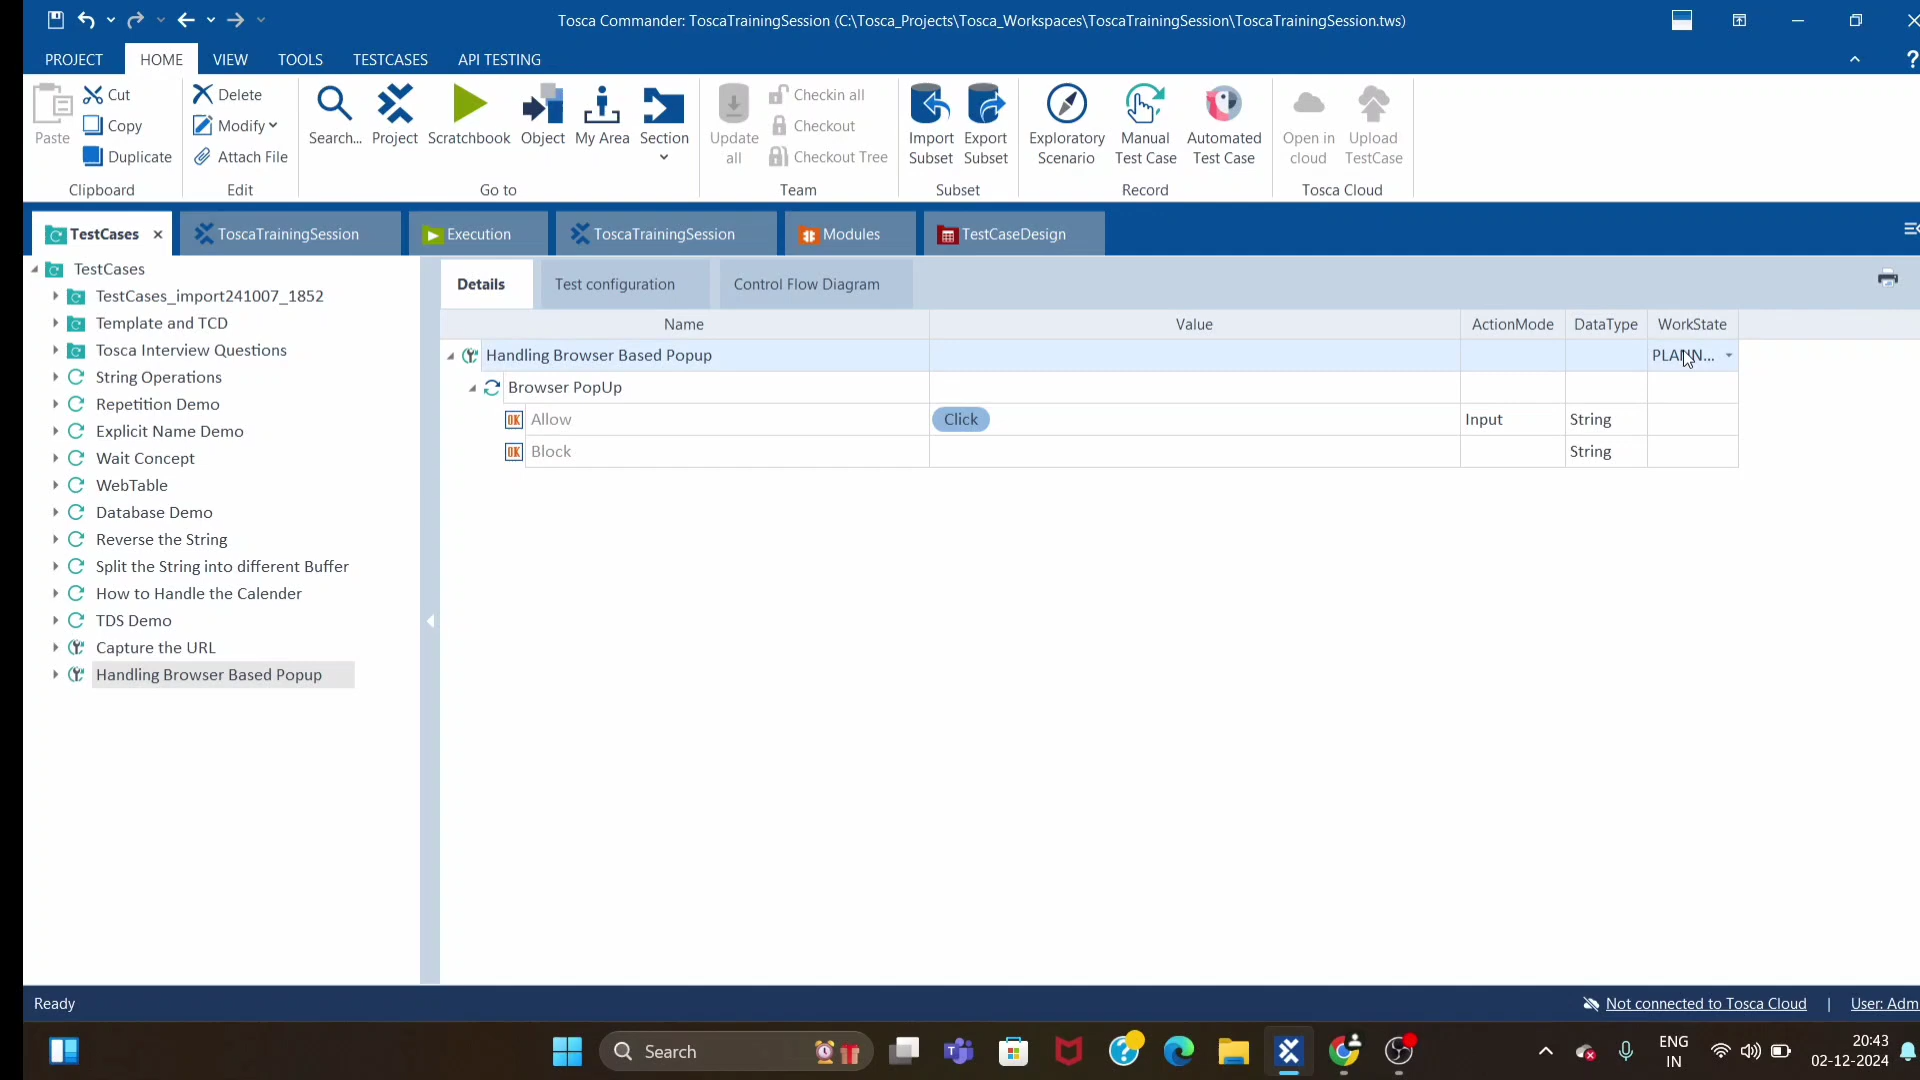 Tosca Commander: ToscaTrainingSession (C:\Tosca_Projects\Tosca_Workspaces\ToscaTrainingSession\ToscaTrainingSession.tws)
PROJECT HOME VIEW TOOLS TESTCASES API TESTING
Paste Cut Copy Duplicate
Clipboard
Delete Modify Attach File
Edit
Search... Project Scratchbook Object My Area Section
Go to
Update all Checkin all Checkout Checkout Tree
Team
Import Subset Export Subset
Subset
Exploratory Scenario Manual Test Case Automated Test Case
Record
Open in cloud Upload TestCase
Tosca Cloud
TestCases ToscaTrainingSession Execution ToscaTrainingSession Modules TestCaseDesign
TestCases
TestCases_import241007_1852
Template and TCD
Tosca Interview Questions
String Operations
Repetition Demo
Explicit Name Demo
Wait Concept
WebTable
Database Demo
Reverse the String
Split the String into different Buffer
How to Handle the Calender
TDS Demo
Capture the URL
Handling Browser Based Popup
Details Test configuration Control Flow Diagram
Name Value ActionMode DataType WorkState
Handling Browser Based Popup PLANN...
Browser PopUp
OK Allow Click Input String
OK Block String
Ready Not connected to Tosca Cloud | User: Adm
Search ENG IN 20:43 02-12-2024